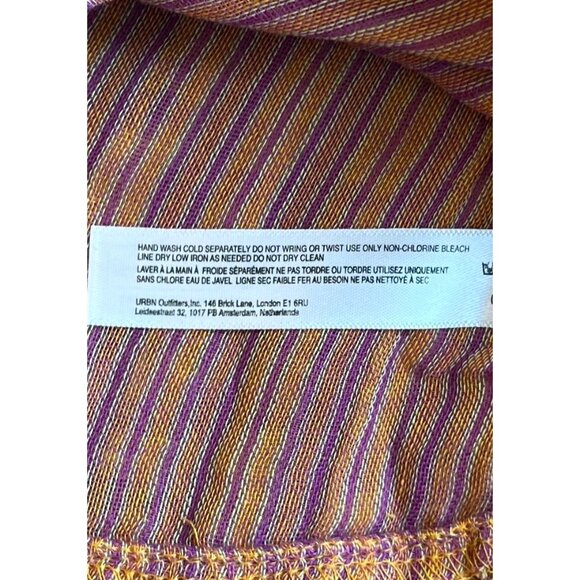 HAND WASH COLD SEPARATELY DO NOT WRING OR TWIST USE ONLY NON-CHLORINE BLEACH
LINE DRY LOW IRON AS NEEDED DO NOT DRY CLEAN
LAVER À LA MAIN À FROIDE SÉPARÉMENT NE PAS TORDRE OU TORDRE UTILISEZ UNIQUEMENT
SANS CHLORE EAU DE JAVEL LIGNE SEC FAIBLE FER AU BESOIN NE PAS NETTOYÉ À SEC
URBN Outfitters,Inc. 146 Brick Lane, London E1 6RU
Leidsestraat 32, 1017 PB Amsterdam, Netherlands